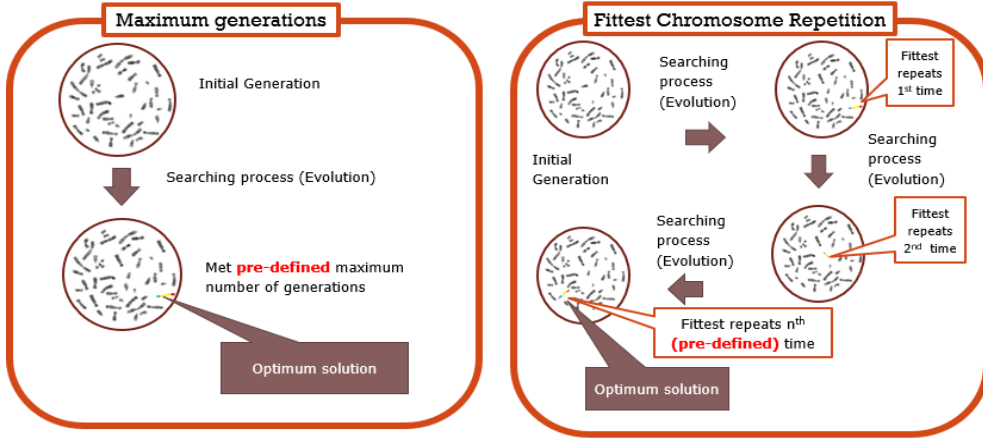 Maximum generations
Initial Generation
Searching process (Evolution)
Met pre-defined maximum
number of generations
Optimum solution
Fittest Chromosome Repetition
Searching
process
(Evolution)
Fittest
repeats
1st time
Initial
Generation
Searching
process
(Evolution)
Fittest
repeats
2nd time
Searching
process
(Evolution)
Fittest repeats nth
(pre-defined) time
Optimum solution